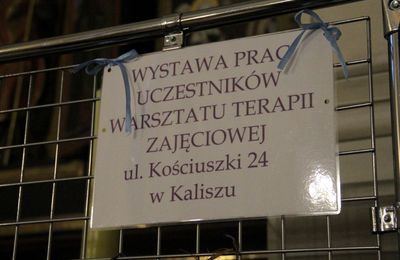 WYSTAWA PRAC
UCZESTNIKÓW
WARSZTATU TERAPII
ZAJĘCIOWEJ
ul. Kościuszki 24
w Kaliszu